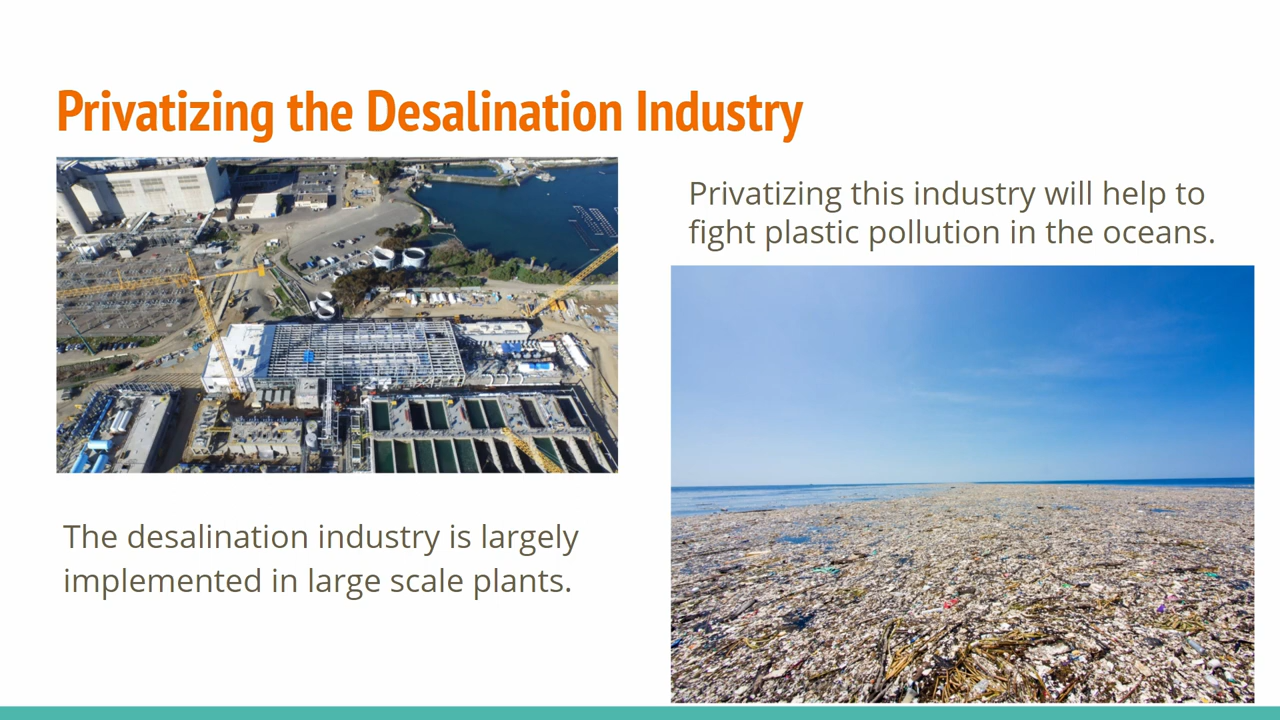 Privatizing the Desalination Industry
Privatizing this industry will help to
fight plastic pollution in the oceans.
The desalination industry is largely
implemented in large scale plants.